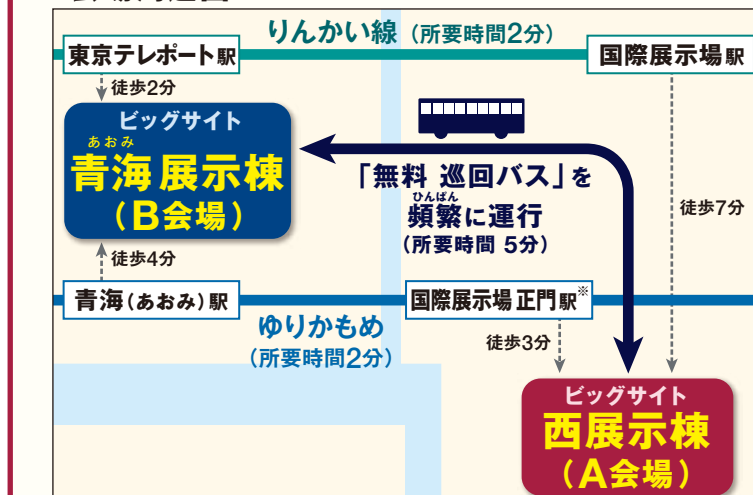 りんかい線 (所要時間2分)
東京テレポート駅
国際展示場駅
徒歩2分
ビッグサイト
あおみ
青海展示棟
(B会場)
「無料 巡回バス」を
ひんぱん
頻繁に運行
(所要時間 5分)
徒歩7分
徒歩4分
青海(あおみ)駅
国際展示場正門駅※
ゆりかもめ
(所要時間2分)
徒歩3分
ビッグサイト
西展示棟
(A会場)